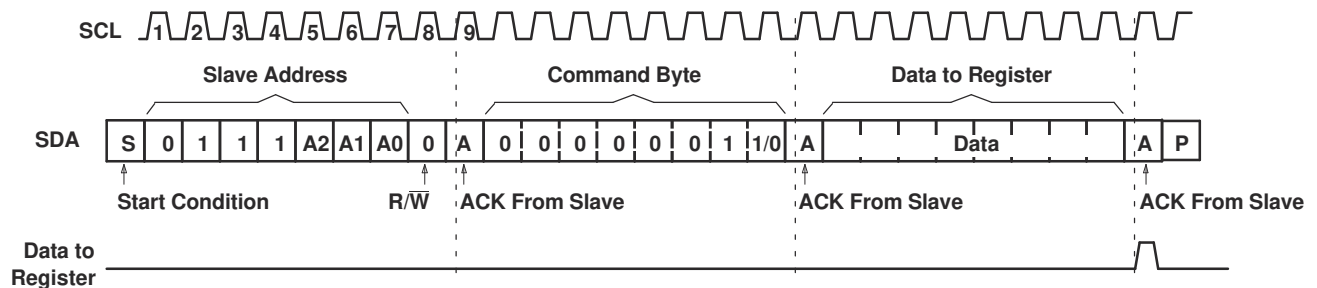 SCL 1 2 3 4 5 6 7 8 9
Slave Address Command Byte Data to Register
SDA S 0 1 1 1 A2 A1 A0 0 A 0 0 0 0 0 0 1 1/0 A Data A P
Start Condition R/W̅ ACK From Slave ACK From Slave ACK From Slave
Data to
Register